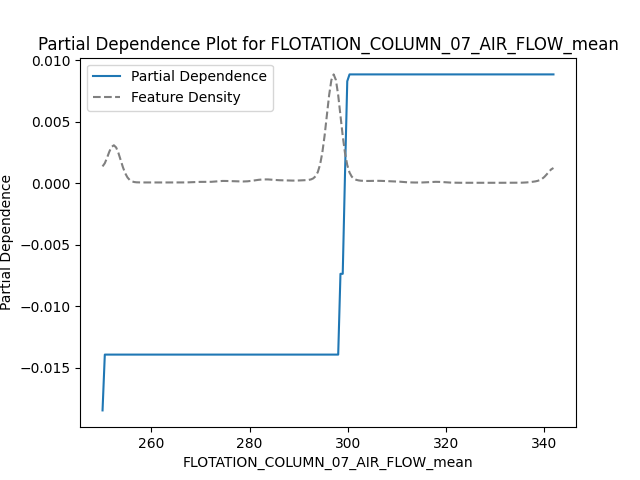 Partial Dependence Plot for FLOTATION_COLUMN_07_AIR_FLOW_mean
Partial Dependence
Feature Density
0.010
0.005
0.000
−0.005
−0.010
−0.015
Partial Dependence
260
280
300
320
340
FLOTATION_COLUMN_07_AIR_FLOW_mean